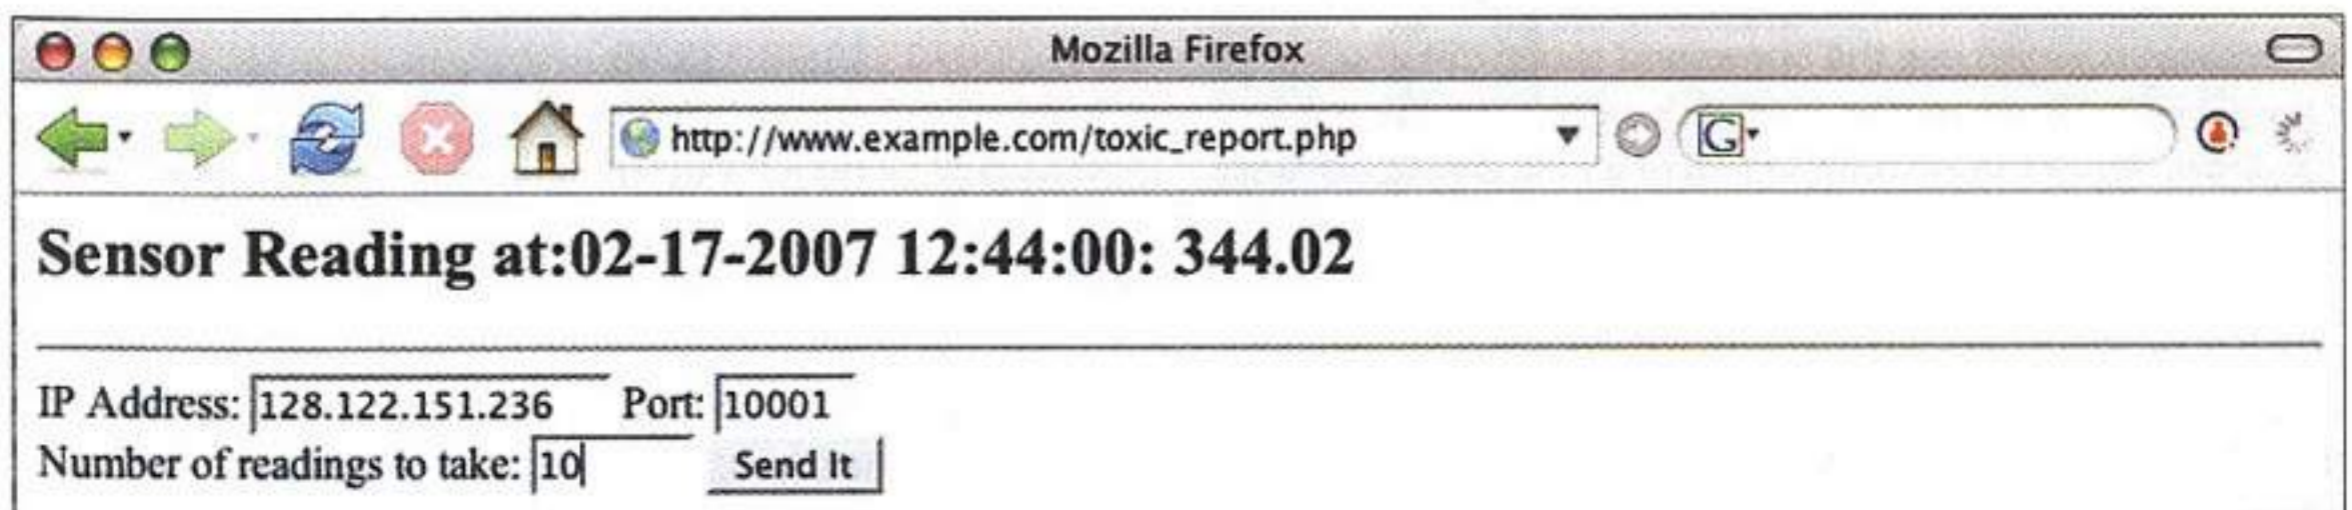 Mozilla Firefox
http://www.example.com/toxic_report.php
G
Sensor Reading at:02-17-2007 12:44:00: 344.02
IP Address: 128.122.151.236 Port: 10001
Number of readings to take: 10 Send It